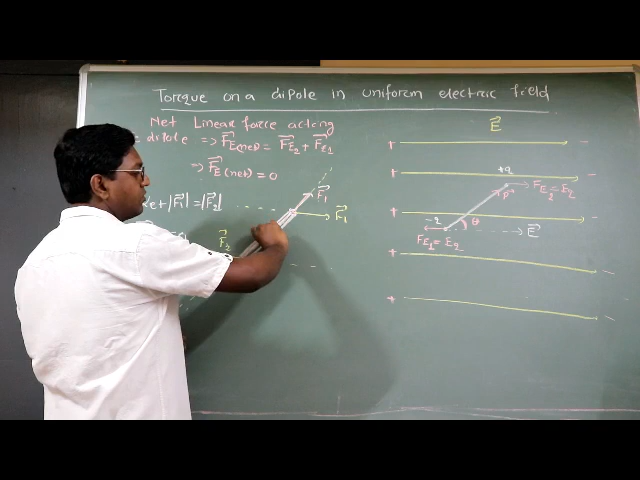 Torque on a dipole in uniform electric field
Net Linear force acting
dipole ⇒ F⃗E(net) = F⃗E2 + F⃗E1
⇒ F⃗E(net) = 0
|F⃗1| = |F⃗2|
F⃗1
F⃗1
F⃗2
E⃗
+ −
+ −
+ −
+ −
+ −
+q
FE2 = Eq
P
−q
θ
E⃗
FE1 = Eq